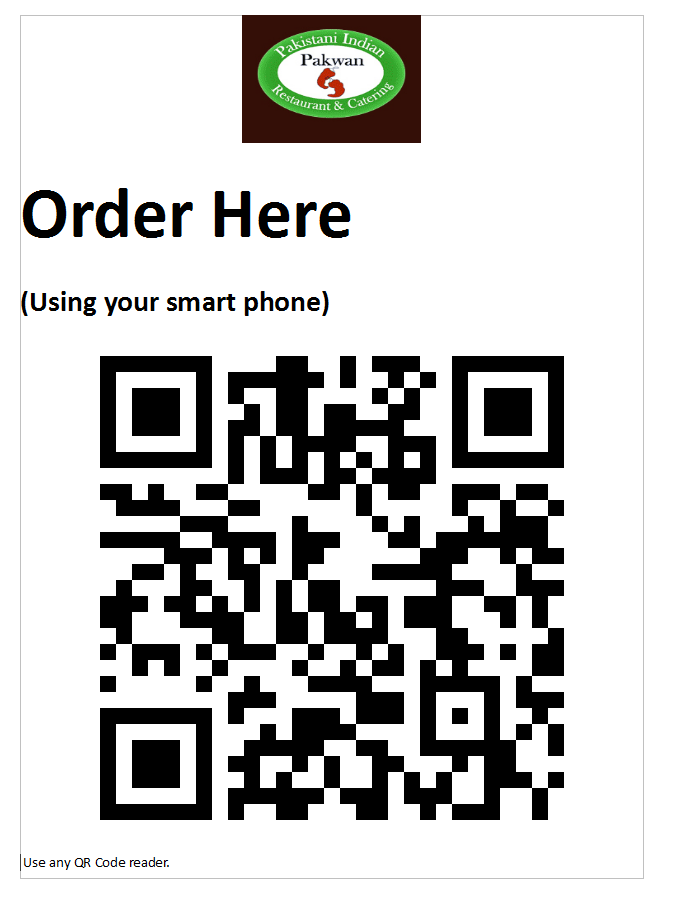 Pakistani Indian
Pakwan
Restaurant & Catering
Order Here
(Using your smart phone)
Use any QR Code reader.